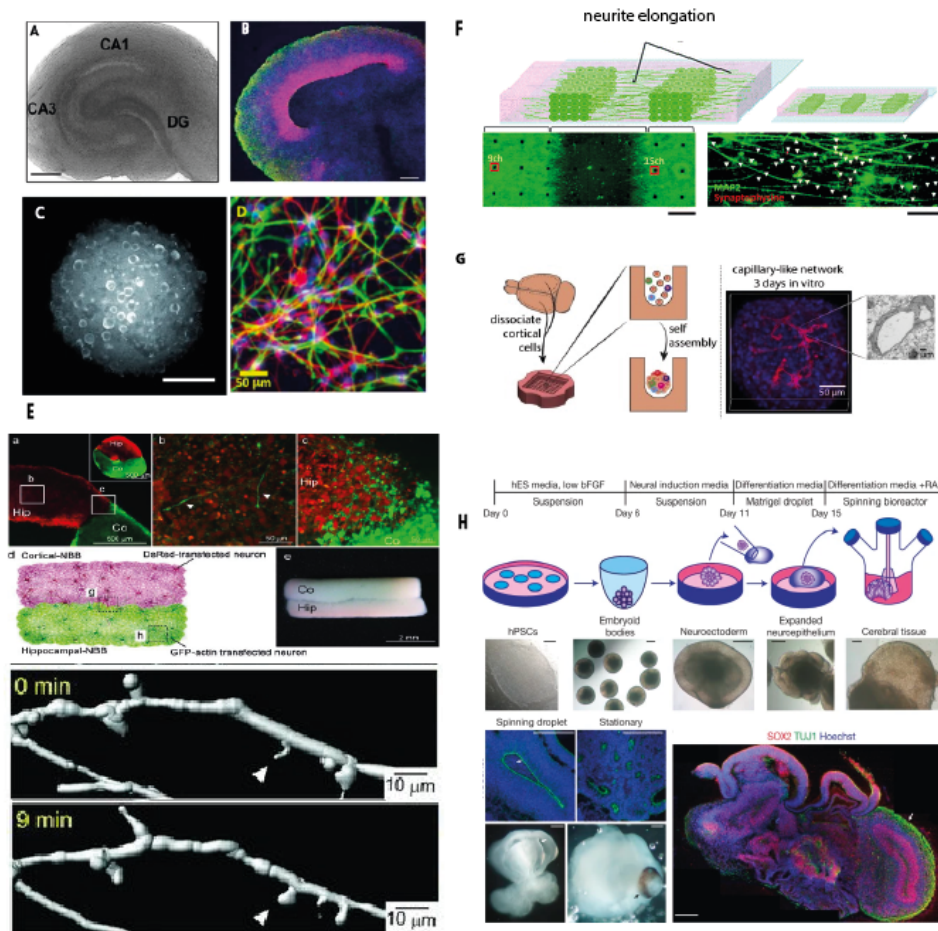 A
CA1
CA3
DG
B
C
D
50 µm
E
a
b
Hip
c
Co
Hip
Co
b
50 µm
c
Hip
Co
d
Cortical-NBB
DsRed-transfected neuron
g
h
Hippocampal-NBB
GFP-actin transfected neuron
e
Co
Hip
2 mm
0 min
10 µm
9 min
10 µm
neurite elongation
F
9ch
15ch
MAP2
Synaptophysine
G
dissociate
cortical
cells
self
assembly
capillary-like network
3 days in vitro
50 µm
hES media, low bFGF
Neural induction media
Differentiation media
Differentiation media +RA
Suspension
Suspension
Matrigel droplet
Spinning bioreactor
Day 0
Day 6
Day 11
Day 15
H
hPSCs
Embryoid
bodies
Neuroectoderm
Expanded
neuroepithelium
Cerebral tissue
Spinning droplet
Stationary
SOX2 TUJ1 Hoechst